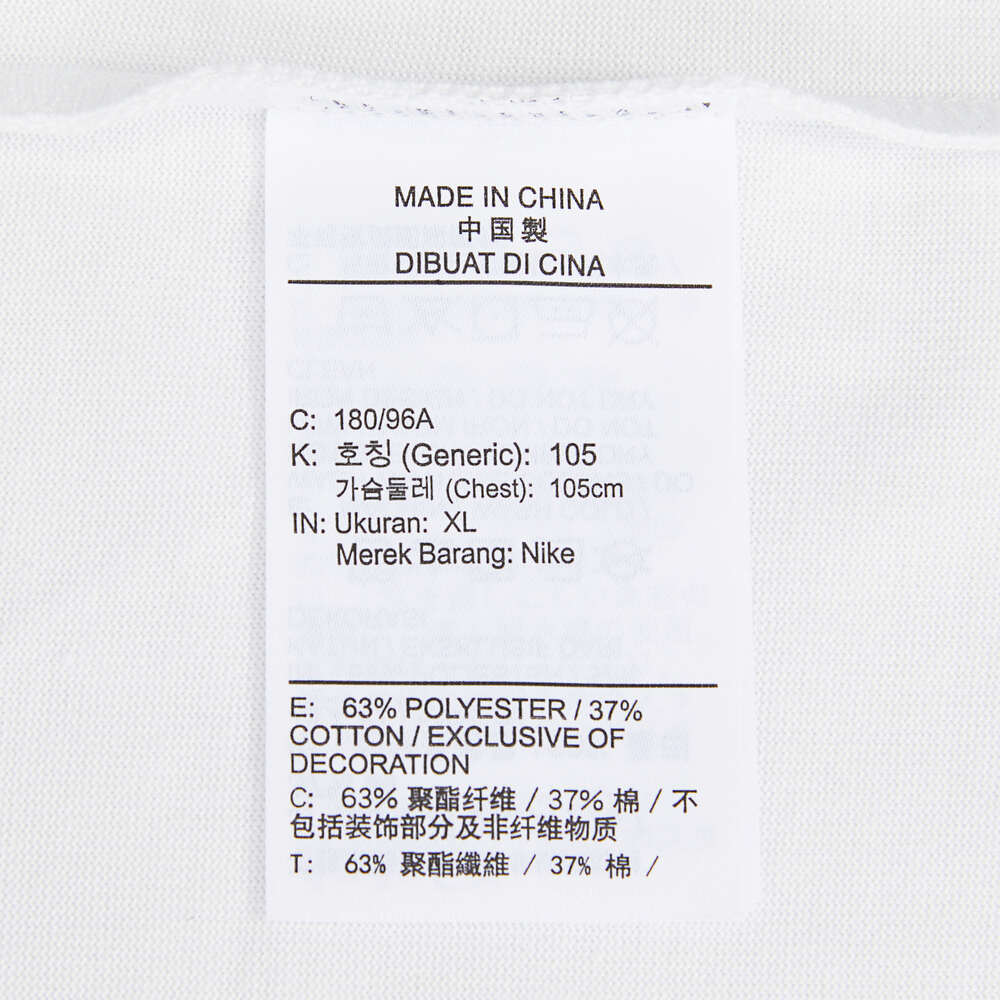 MADE IN CHINA
中国製
DIBUAT DI CINA
C: 180/96A
K: 호칭 (Generic): 105
가슴둘레 (Chest): 105cm
IN: Ukuran: XL
Merek Barang: Nike
E: 63% POLYESTER / 37%
COTTON / EXCLUSIVE OF
DECORATION
C: 63% 聚酯纤维 / 37% 棉 / 不
包括装饰部分及非纤维物质
T: 63% 聚酯纖維 / 37% 棉 /